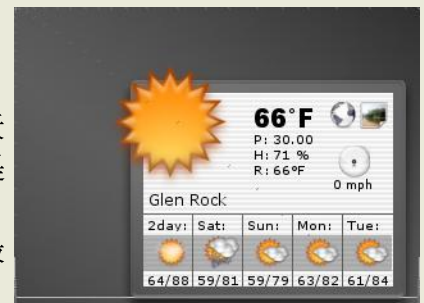 66°F
P: 30.00
H: 71 %
R: 66°F
0 mph
Glen Rock
2day: Sat: Sun: Mon: Tue:
64/88 59/81 59/79 63/82 61/84